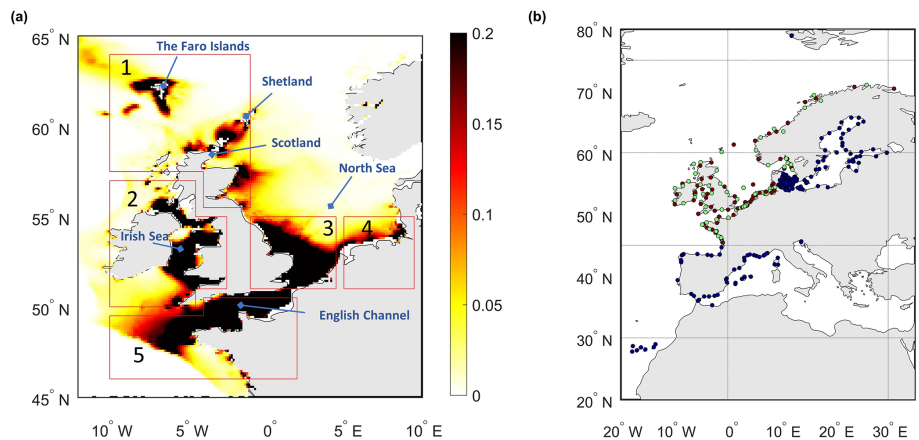 (a)
65° N
60° N
55° N
50° N
45° N
10° W
5° W
0°
5° E
10° E
1
The Faro Islands
Shetland
Scotland
North Sea
2
3
4
Irish Sea
English Channel
5
0.2
0.15
0.1
0.05
0
(b)
80° N
70° N
60° N
50° N
40° N
30° N
20° N
20° W
10° W
0°
10° E
20° E
30° E